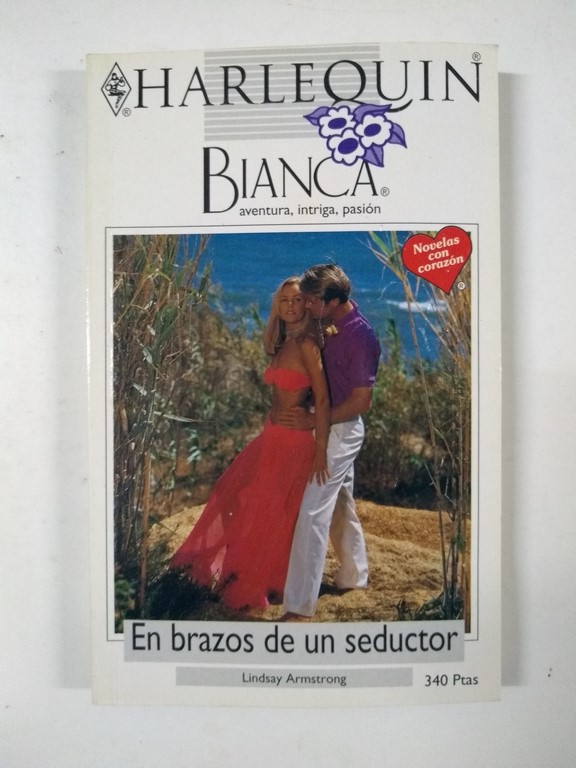 HARLEQUIN®
®
BIANCA®
aventura, intriga, pasión
Novelas
con
corazón
®
En brazos de un seductor
Lindsay Armstrong
340 Ptas